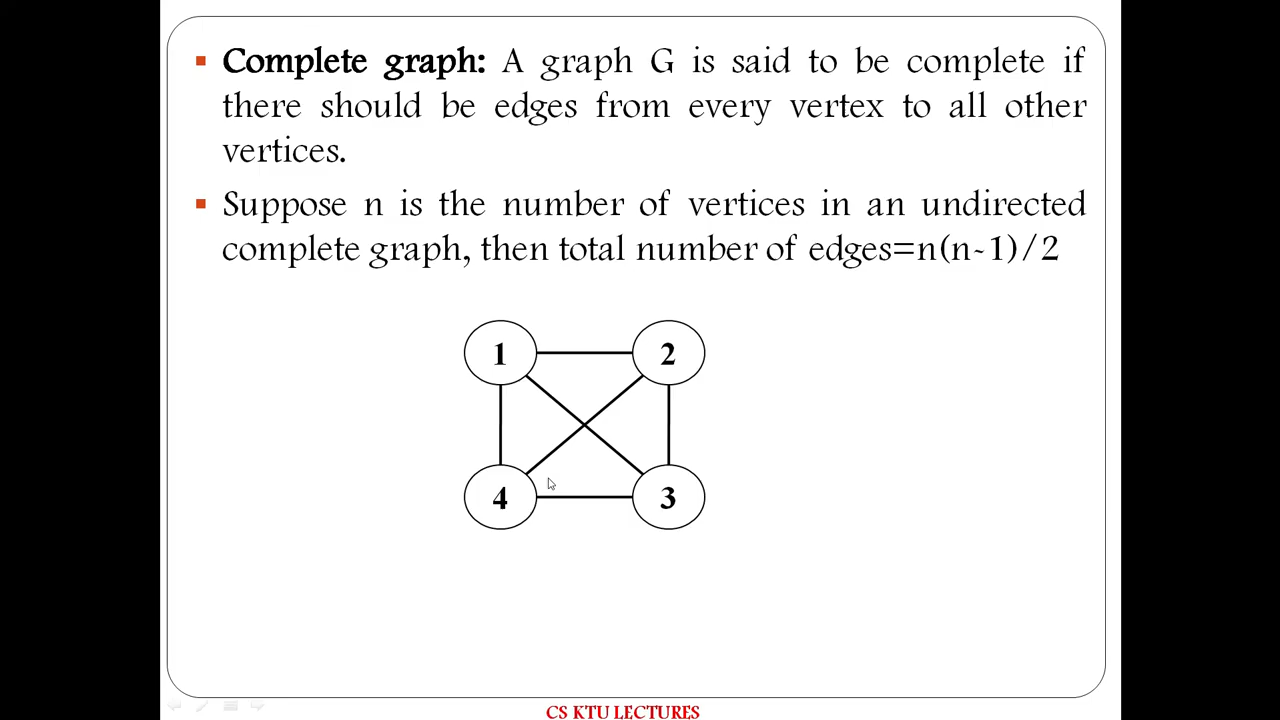 Complete graph: A graph G is said to be complete if
there should be edges from every vertex to all other
vertices.
Suppose n is the number of vertices in an undirected
complete graph, then total number of edges=n(n-1)/2
1 2
4 3
CS KTU LECTURES